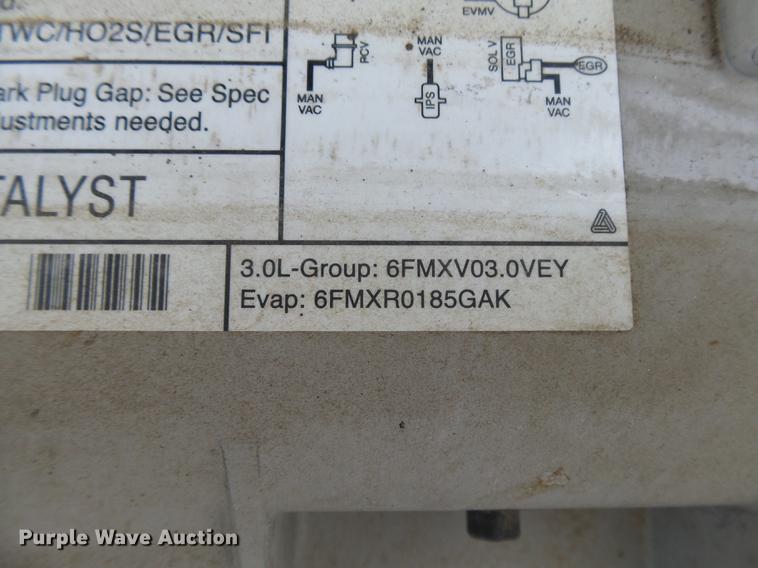 EVMV
TWC/HO2S/EGR/SFI
MAN
VAC
SOL V
EGR
RCV
EGR
MAN
VAC
IPS
MAN
VAC
ark Plug Gap: See Spec
justments needed.
TALYST
3.0L-Group: 6FMXV03.0VEY
Evap: 6FMXR0185GAK
Purple Wave Auction